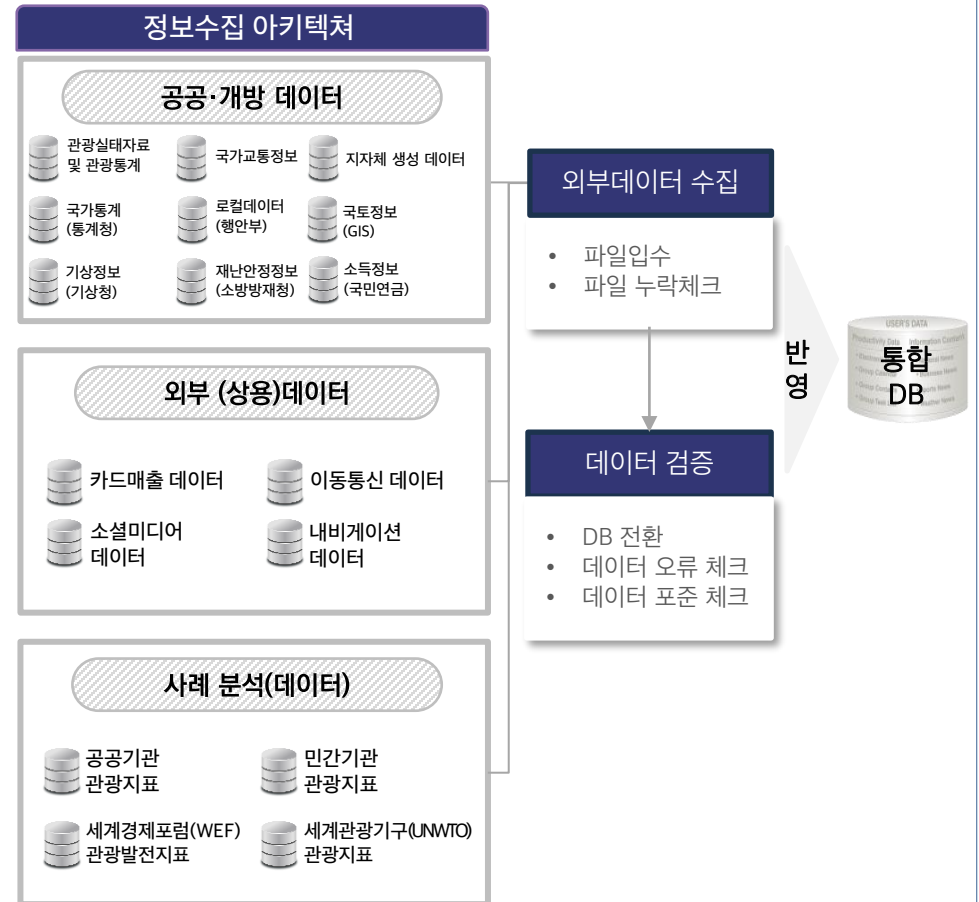 정보수집 아키텍쳐
공공·개방 데이터
관광실태자료
및 관광통계
국가교통정보
지자체 생성 데이터
국가통계
(통계청)
로컬데이터
(행안부)
국토정보
(GIS)
기상정보
(기상청)
재난안정정보
(소방방재청)
소득정보
(국민연금)
외부 (상용)데이터
카드매출 데이터
이동통신 데이터
소셜미디어
데이터
내비게이션
데이터
사례 분석(데이터)
공공기관
관광지표
민간기관
관광지표
세계경제포럼(WEF)
관광발전지표
세계관광기구(UNWTO)
관광지표
외부데이터 수집
• 파일입수
• 파일 누락체크
데이터 검증
• DB 전환
• 데이터 오류 체크
• 데이터 포준 체크
반
영
USER'S DATA
Productivity Data Information Contents
통합
DB